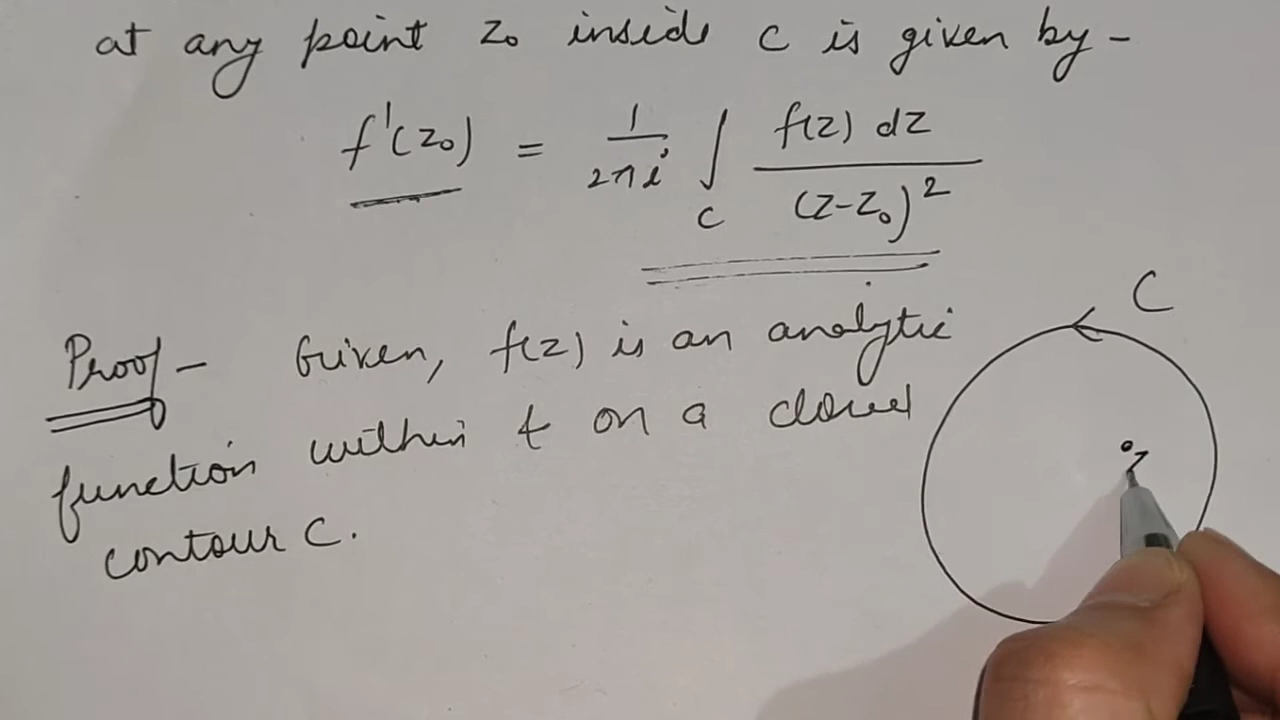 at any point z₀ inside C is given by -
f'(z₀) = 1/2πi ∫_C f(z) dz / (z-z₀)²
C
Proof - Given, f(z) is an analytic
function within & on a closed
contour C.
z